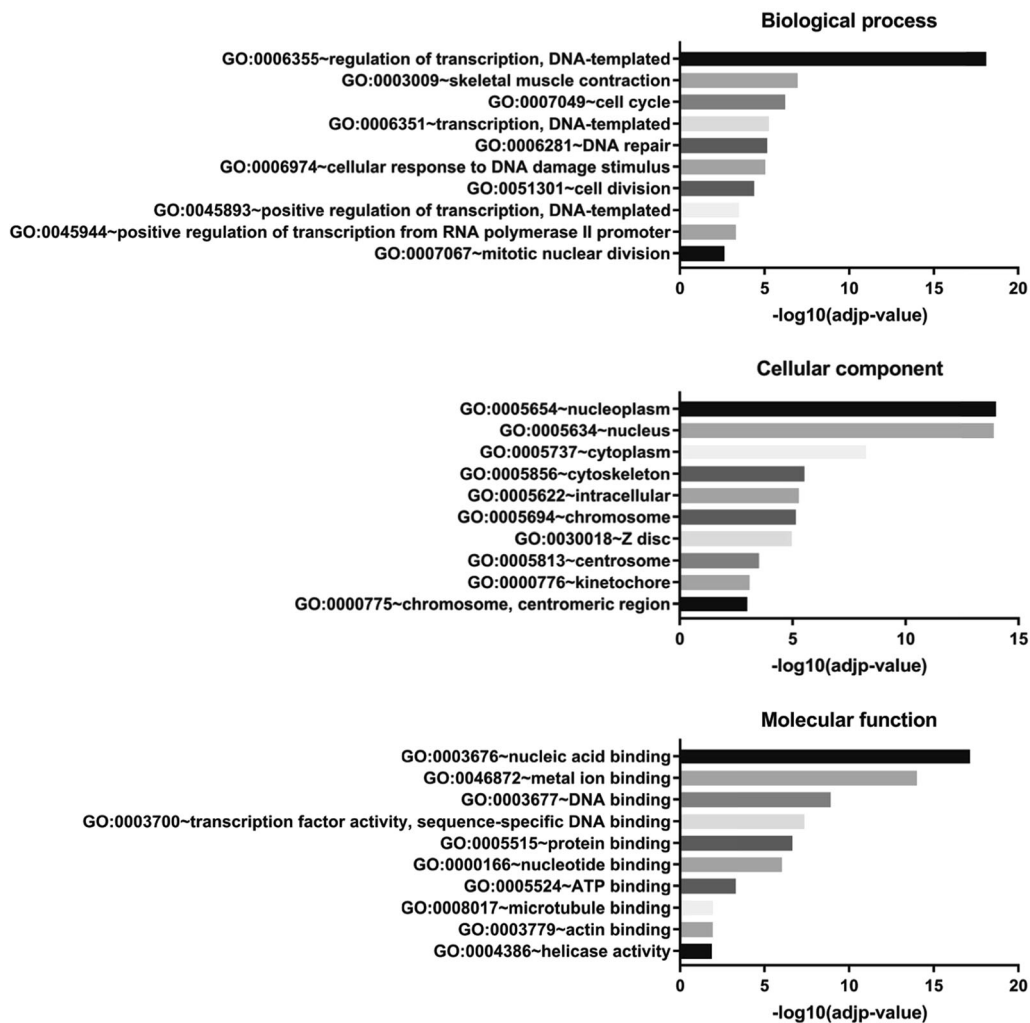 Biological process
GO:0006355~regulation of transcription, DNA-templated
GO:0003009~skeletal muscle contraction
GO:0007049~cell cycle
GO:0006351~transcription, DNA-templated
GO:0006281~DNA repair
GO:0006974~cellular response to DNA damage stimulus
GO:0051301~cell division
GO:0045893~positive regulation of transcription, DNA-templated
GO:0045944~positive regulation of transcription from RNA polymerase II promoter
GO:0007067~mitotic nuclear division
0 5 10 15 20
-log10(adjp-value)
Cellular component
GO:0005654~nucleoplasm
GO:0005634~nucleus
GO:0005737~cytoplasm
GO:0005856~cytoskeleton
GO:0005622~intracellular
GO:0005694~chromosome
GO:0030018~Z disc
GO:0005813~centrosome
GO:0000776~kinetochore
GO:0000775~chromosome, centromeric region
0 5 10 15
-log10(adjp-value)
Molecular function
GO:0003676~nucleic acid binding
GO:0046872~metal ion binding
GO:0003677~DNA binding
GO:0003700~transcription factor activity, sequence-specific DNA binding
GO:0005515~protein binding
GO:0000166~nucleotide binding
GO:0005524~ATP binding
GO:0008017~microtubule binding
GO:0003779~actin binding
GO:0004386~helicase activity
0 5 10 15 20
-log10(adjp-value)